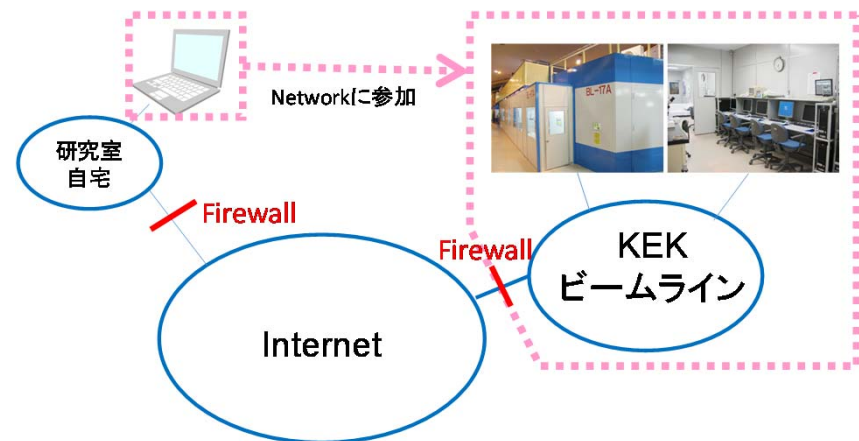 Networkに参加
BL-17A
研究室
自宅
Firewall
Firewall
KEK
ビームライン
Internet